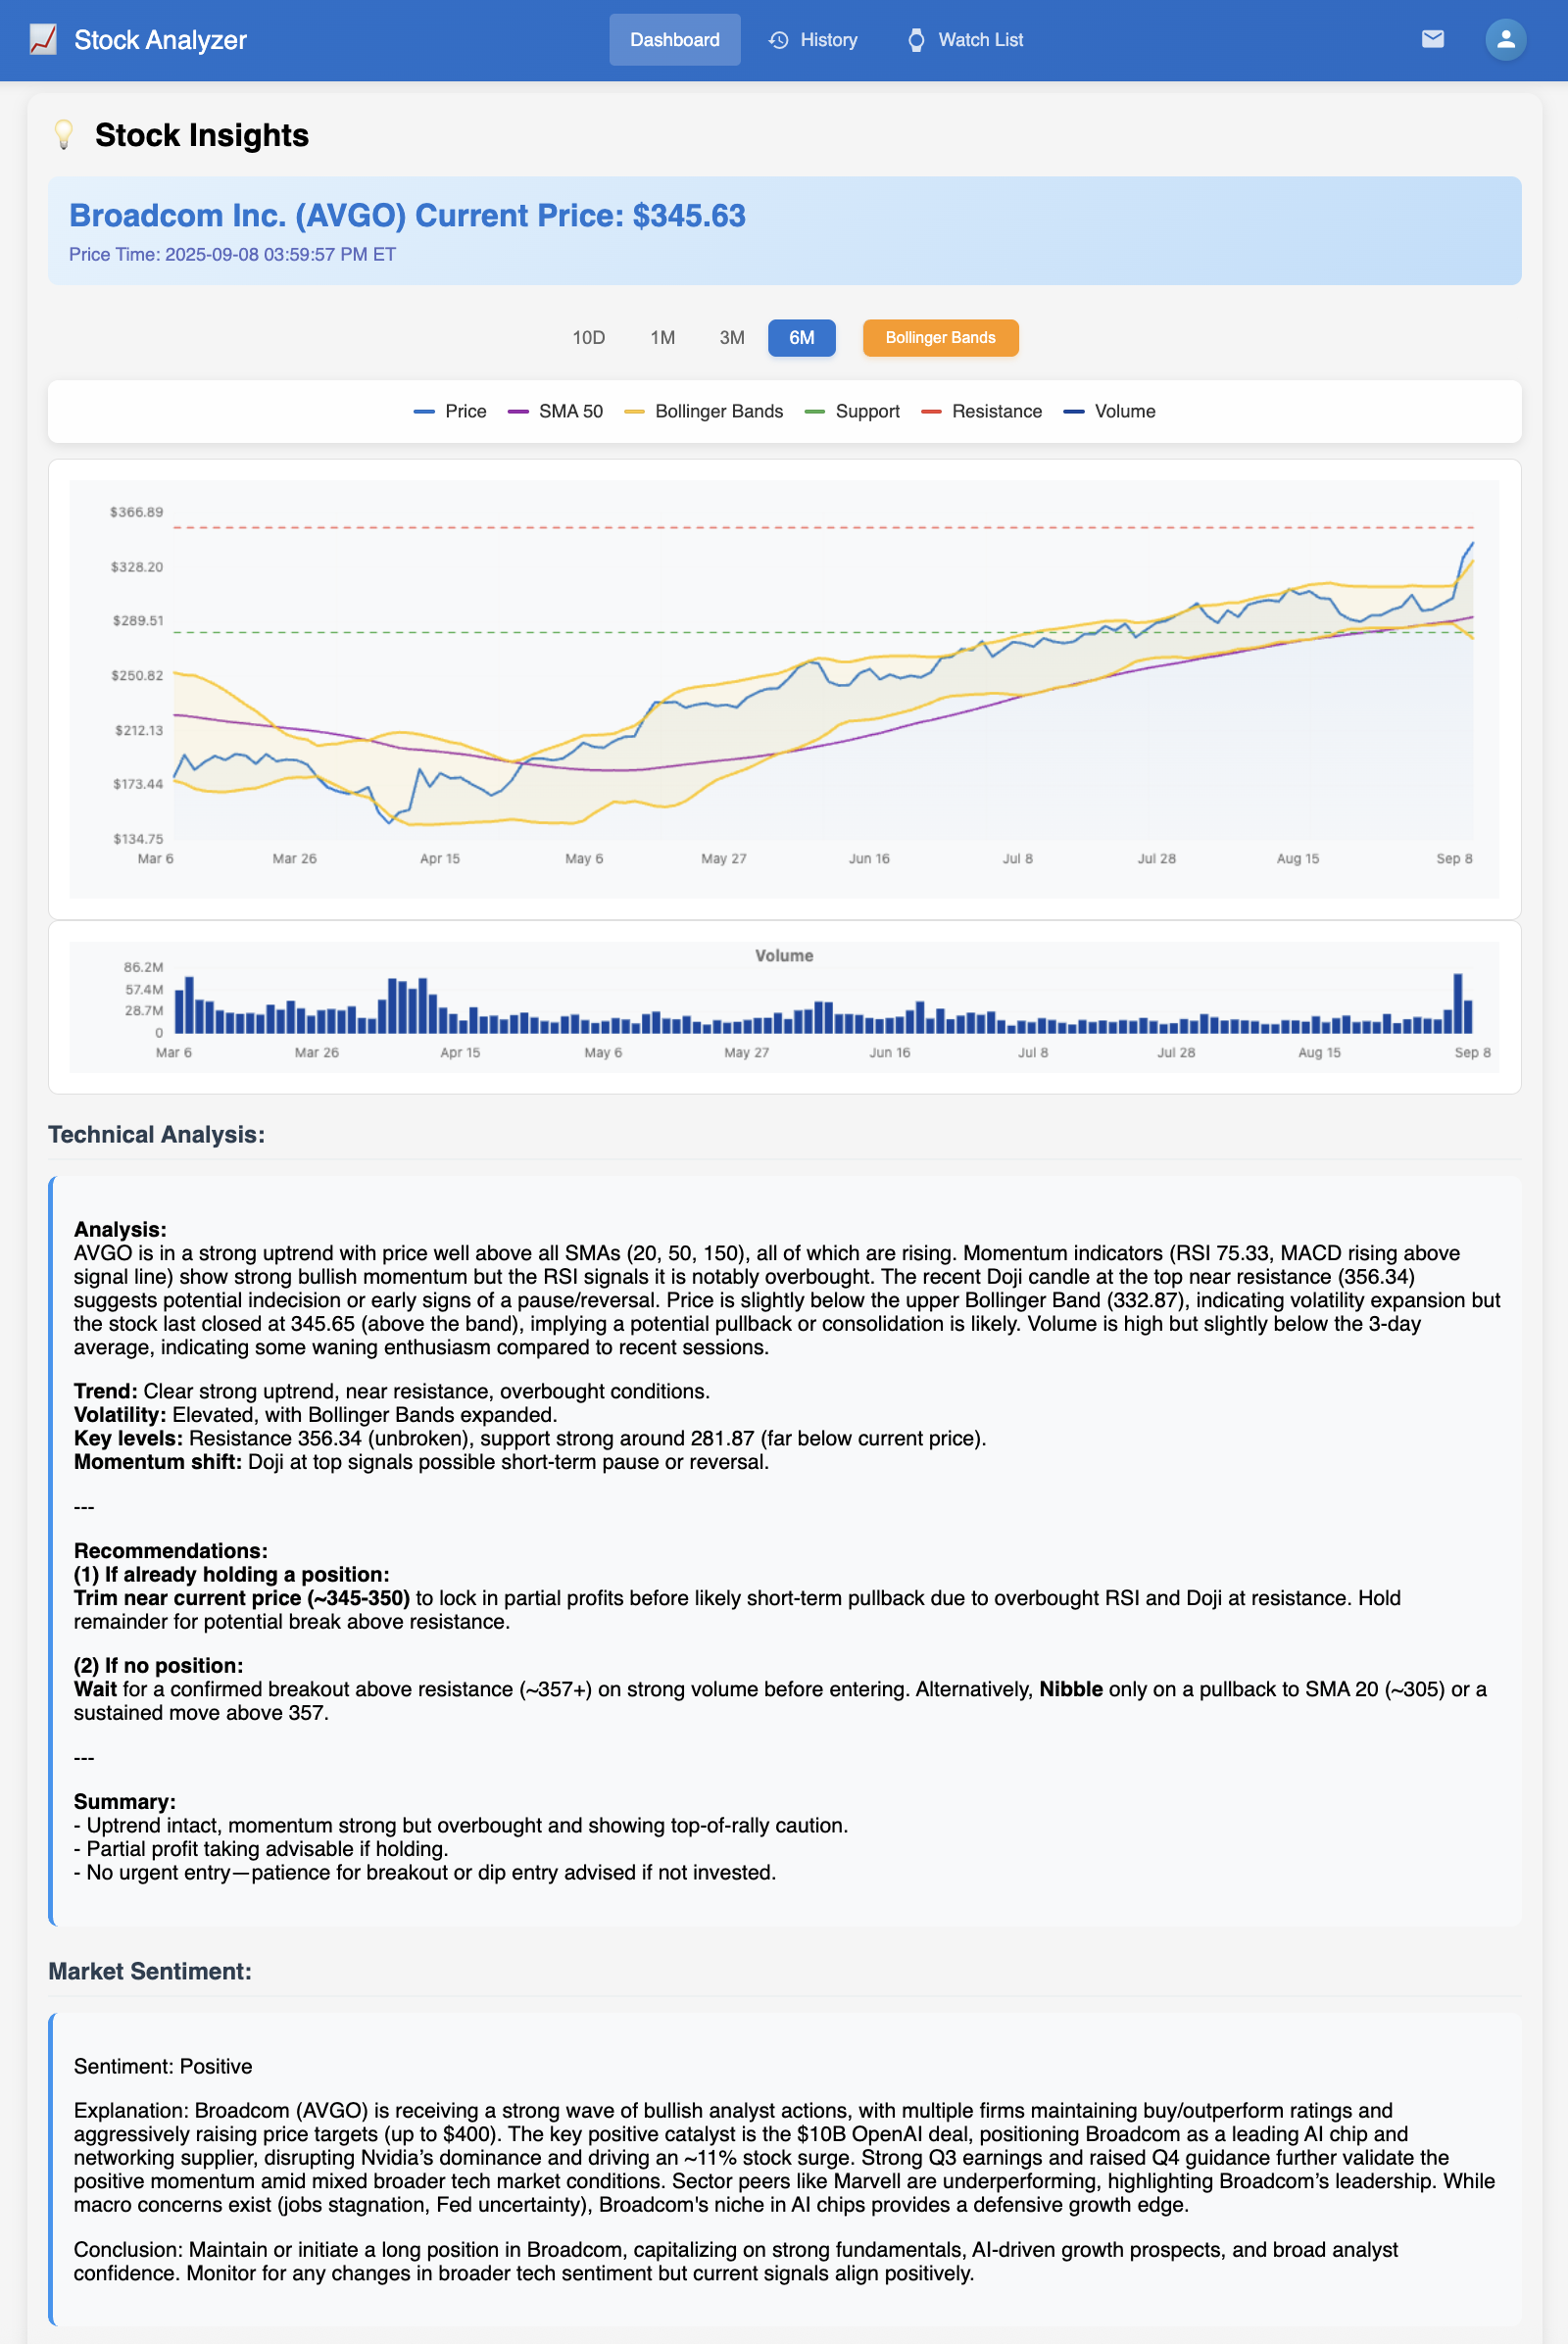 Stock Analyzer
Dashboard
History
Watch List
Stock Insights
Broadcom Inc. (AVGO) Current Price: $345.63
Price Time: 2025-09-08 03:59:57 PM ET
10D 1M 3M 6M Bollinger Bands
Price SMA 50 Bollinger Bands Support Resistance Volume
$366.89
$328.20
$289.51
$250.82
$212.13
$173.44
$134.75
Mar 6 Mar 26 Apr 15 May 6 May 27 Jun 16 Jul 8 Jul 28 Aug 15 Sep 8
Volume
86.2M
57.4M
28.7M
0
Mar 6 Mar 26 Apr 15 May 6 May 27 Jun 16 Jul 8 Jul 28 Aug 15 Sep 8
Technical Analysis:
Analysis:
AVGO is in a strong uptrend with price well above all SMAs (20, 50, 150), all of which are rising. Momentum indicators (RSI 75.33, MACD rising above
signal line) show strong bullish momentum but the RSI signals it is notably overbought. The recent Doji candle at the top near resistance (356.34)
suggests potential indecision or early signs of a pause/reversal. Price is slightly below the upper Bollinger Band (332.87), indicating volatility expansion but
the stock last closed at 345.65 (above the band), implying a potential pullback or consolidation is likely. Volume is high but slightly below the 3-day
average, indicating some waning enthusiasm compared to recent sessions.
Trend: Clear strong uptrend, near resistance, overbought conditions.
Volatility: Elevated, with Bollinger Bands expanded.
Key levels: Resistance 356.34 (unbroken), support strong around 281.87 (far below current price).
Momentum shift: Doji at top signals possible short-term pause or reversal.
---
Recommendations:
(1) If already holding a position:
Trim near current price (~345-350) to lock in partial profits before likely short-term pullback due to overbought RSI and Doji at resistance. Hold
remainder for potential break above resistance.
(2) If no position:
Wait for a confirmed breakout above resistance (~357+) on strong volume before entering. Alternatively, Nibble only on a pullback to SMA 20 (~305) or a
sustained move above 357.
---
Summary:
- Uptrend intact, momentum strong but overbought and showing top-of-rally caution.
- Partial profit taking advisable if holding.
- No urgent entry—patience for breakout or dip entry advised if not invested.
Market Sentiment:
Sentiment: Positive
Explanation: Broadcom (AVGO) is receiving a strong wave of bullish analyst actions, with multiple firms maintaining buy/outperform ratings and
aggressively raising price targets (up to $400). The key positive catalyst is the $10B OpenAI deal, positioning Broadcom as a leading AI chip and
networking supplier, disrupting Nvidia’s dominance and driving an ~11% stock surge. Strong Q3 earnings and raised Q4 guidance further validate the
positive momentum amid mixed broader tech market conditions. Sector peers like Marvell are underperforming, highlighting Broadcom’s leadership. While
macro concerns exist (jobs stagnation, Fed uncertainty), Broadcom's niche in AI chips provides a defensive growth edge.
Conclusion: Maintain or initiate a long position in Broadcom, capitalizing on strong fundamentals, AI-driven growth prospects, and broad analyst
confidence. Monitor for any changes in broader tech sentiment but current signals align positively.